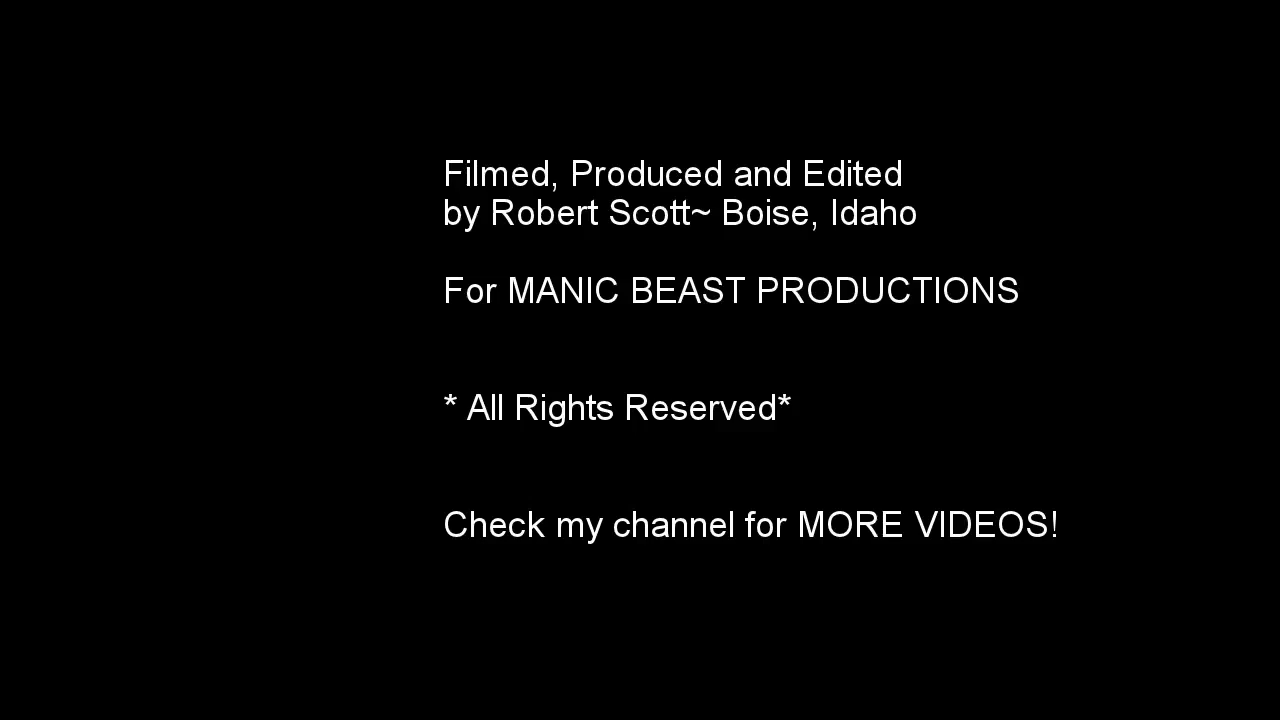 Filmed, Produced and Edited
by Robert Scott~ Boise, Idaho
For MANIC BEAST PRODUCTIONS
* All Rights Reserved*
Check my channel for MORE VIDEOS!